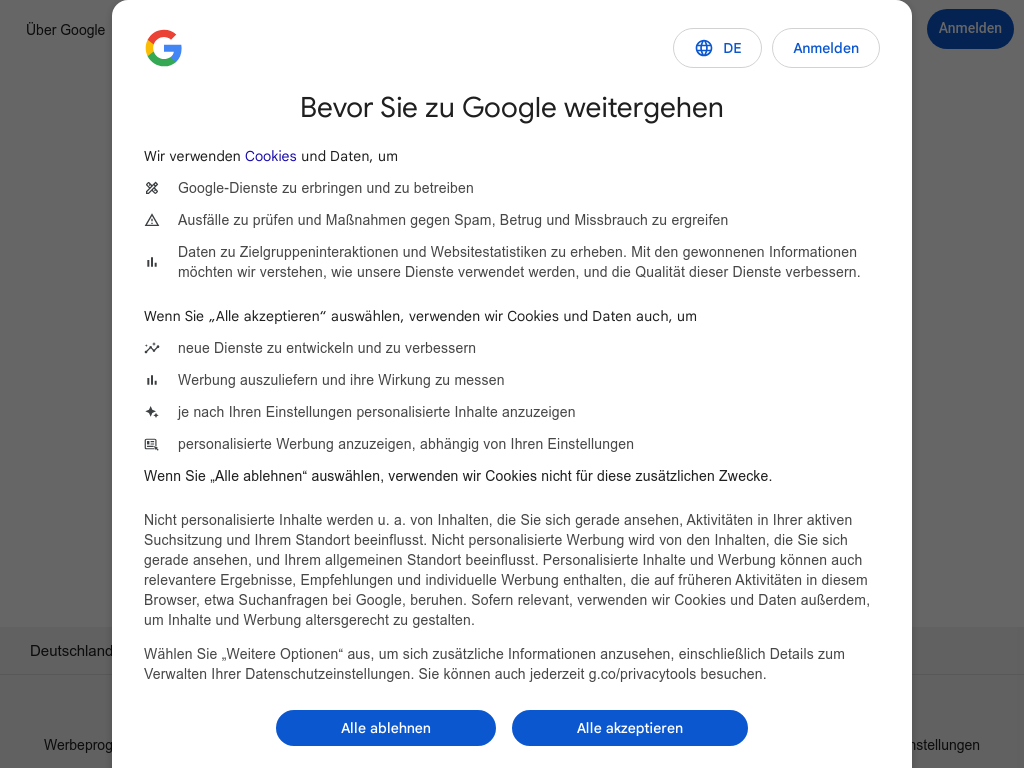 Über Google
Anmelden
DE
Anmelden
Bevor Sie zu Google weitergehen
Wir verwenden Cookies und Daten, um
Google-Dienste zu erbringen und zu betreiben
Ausfälle zu prüfen und Maßnahmen gegen Spam, Betrug und Missbrauch zu ergreifen
Daten zu Zielgruppeninteraktionen und Websitestatistiken zu erheben. Mit den gewonnenen Informationen
möchten wir verstehen, wie unsere Dienste verwendet werden, und die Qualität dieser Dienste verbessern.
Wenn Sie „Alle akzeptieren“ auswählen, verwenden wir Cookies und Daten auch, um
neue Dienste zu entwickeln und zu verbessern
Werbung auszuliefern und ihre Wirkung zu messen
je nach Ihren Einstellungen personalisierte Inhalte anzuzeigen
personalisierte Werbung anzuzeigen, abhängig von Ihren Einstellungen
Wenn Sie „Alle ablehnen“ auswählen, verwenden wir Cookies nicht für diese zusätzlichen Zwecke.
Nicht personalisierte Inhalte werden u. a. von Inhalten, die Sie sich gerade ansehen, Aktivitäten in Ihrer aktiven
Suchsitzung und Ihrem Standort beeinflusst. Nicht personalisierte Werbung wird von den Inhalten, die Sie sich
gerade ansehen, und Ihrem allgemeinen Standort beeinflusst. Personalisierte Inhalte und Werbung können auch
relevantere Ergebnisse, Empfehlungen und individuelle Werbung enthalten, die auf früheren Aktivitäten in diesem
Browser, etwa Suchanfragen bei Google, beruhen. Sofern relevant, verwenden wir Cookies und Daten außerdem,
um Inhalte und Werbung altersgerecht zu gestalten.
Deutschland
Wählen Sie „Weitere Optionen“ aus, um sich zusätzliche Informationen anzusehen, einschließlich Details zum
Verwalten Ihrer Datenschutzeinstellungen. Sie können auch jederzeit g.co/privacytools besuchen.
Alle ablehnen
Alle akzeptieren
Werbeprog
nstellungen